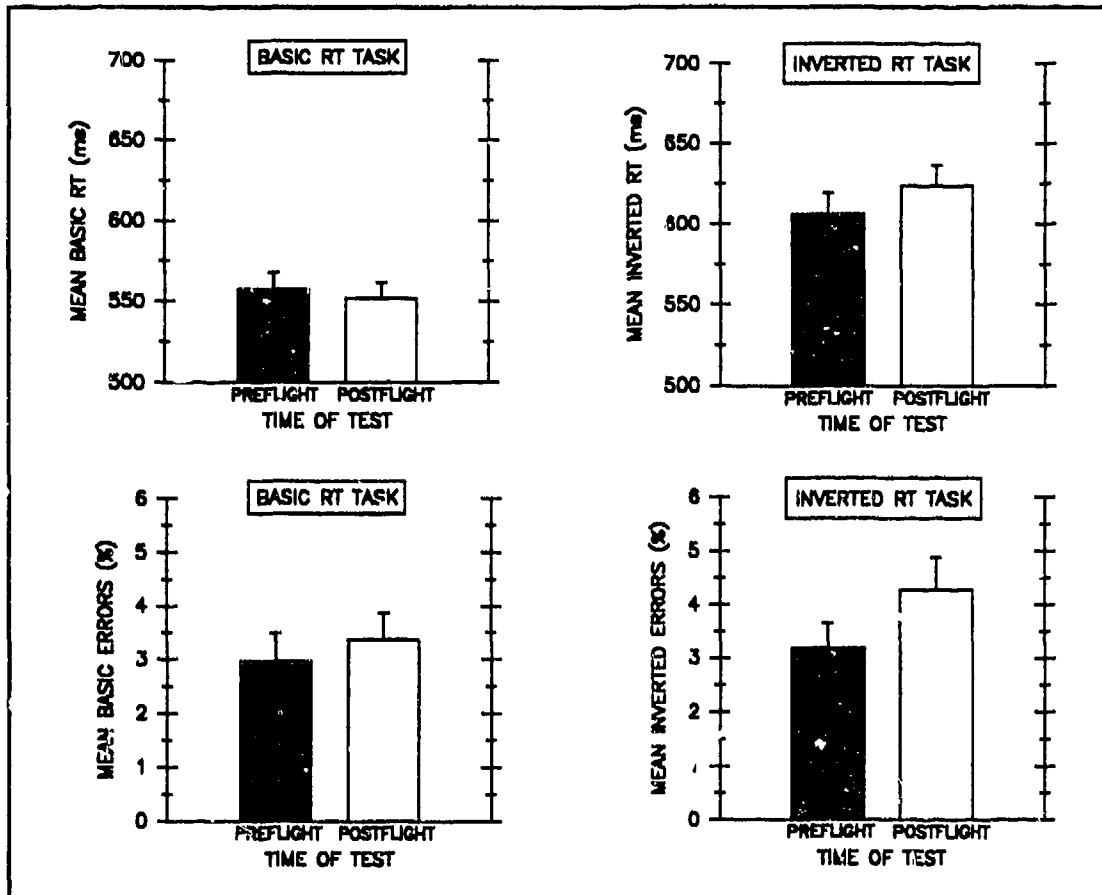 BASIC RT TASK
MEAN BASIC RT (ms)
700
650
600
550
500
PREFLIGHT POSTFLIGHT
TIME OF TEST
INVERTED RT TASK
MEAN INVERTED RT (ms)
700
650
600
550
500
PREFLIGHT POSTFLIGHT
TIME OF TEST
BASIC RT TASK
MEAN BASIC ERRORS (%)
6
5
4
3
2
1
0
PREFLIGHT POSTFLIGHT
TIME OF TEST
INVERTED RT TASK
MEAN INVERTED ERRORS (%)
6
5
4
3
2
1
0
PREFLIGHT POSTFLIGHT
TIME OF TEST